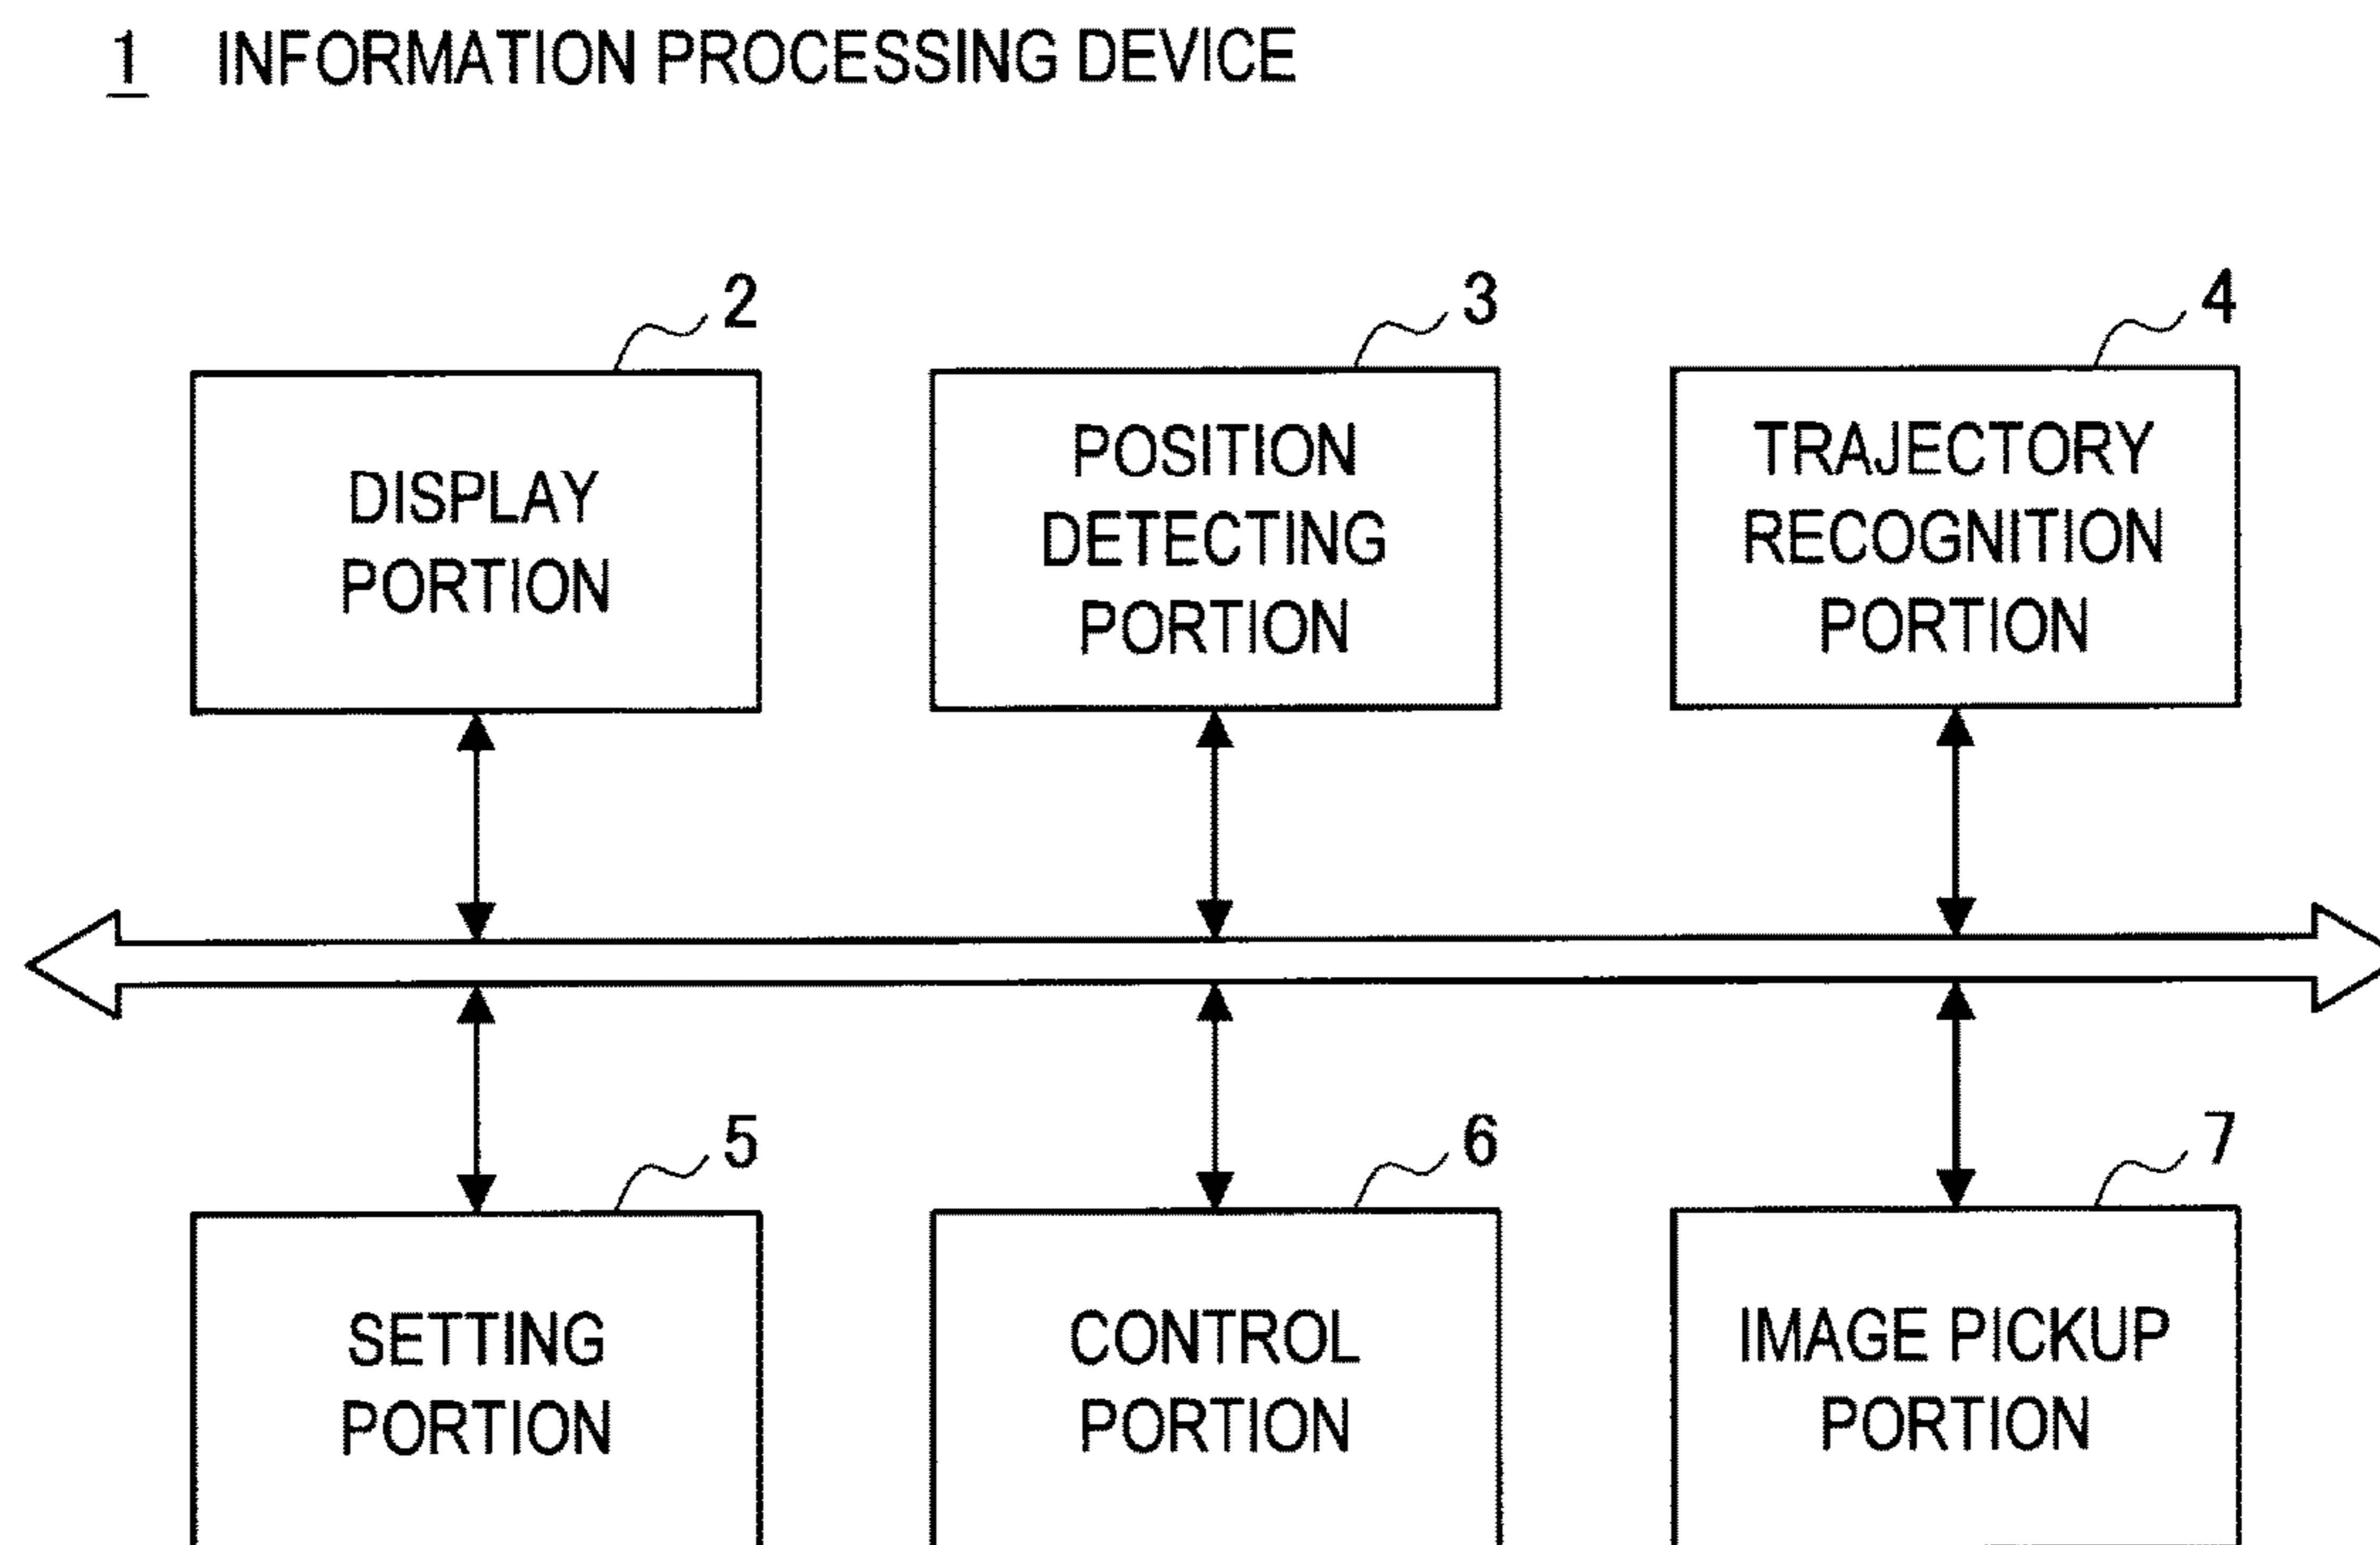 1 INFORMATION PROCESSING DEVICE
2
3
4
DISPLAY
PORTION
POSITION
DETECTING
PORTION
TRAJECTORY
RECOGNITION
PORTION
5
6
7
SETTING
PORTION
CONTROL
PORTION
IMAGE PICKUP
PORTION